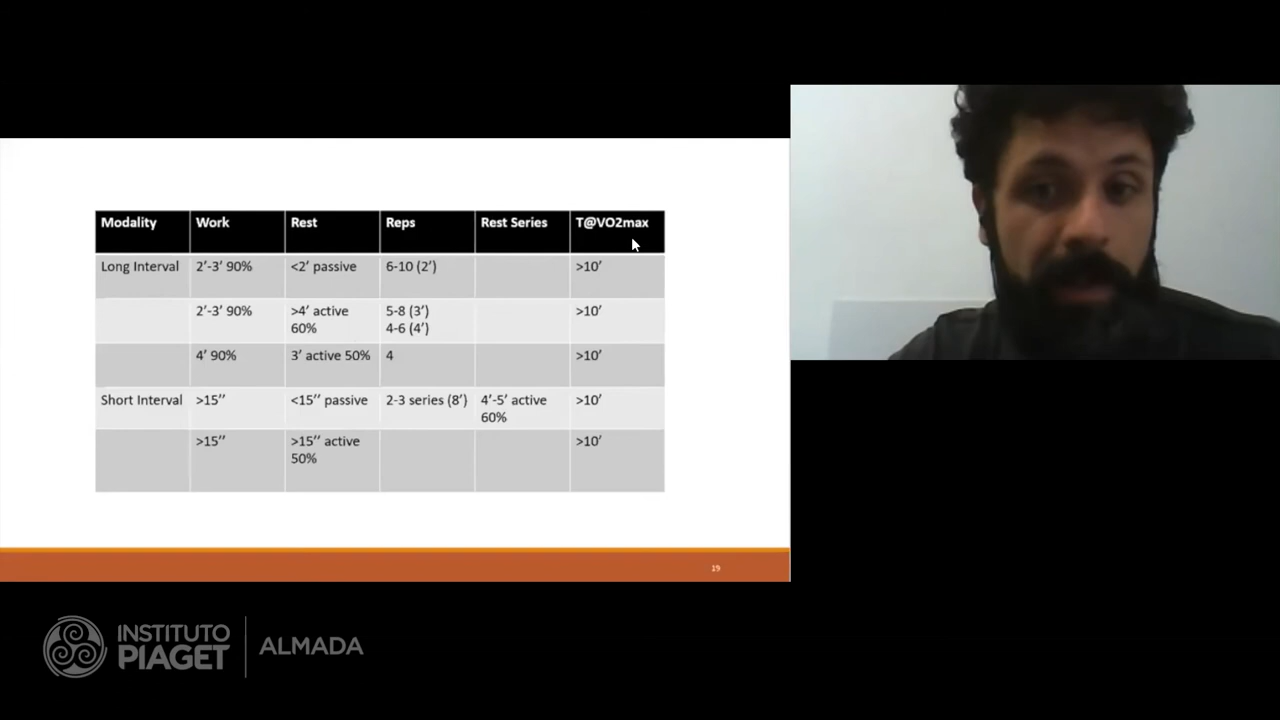 Modality Work Rest Reps Rest Series T@VO2max
Long Interval 2’-3’ 90% <2’ passive 6-10 (2’) >10’
2’-3’ 90% >4’ active 5-8 (3’) >10’
60% 4-6 (4’)
4’ 90% 3’ active 50% 4 >10’
Short Interval >15’’ <15’’ passive 2-3 series (8’) 4’-5’ active >10’
60%
>15’’ >15’’ active >10’
50%
19
INSTITUTO
PIAGET
ALMADA